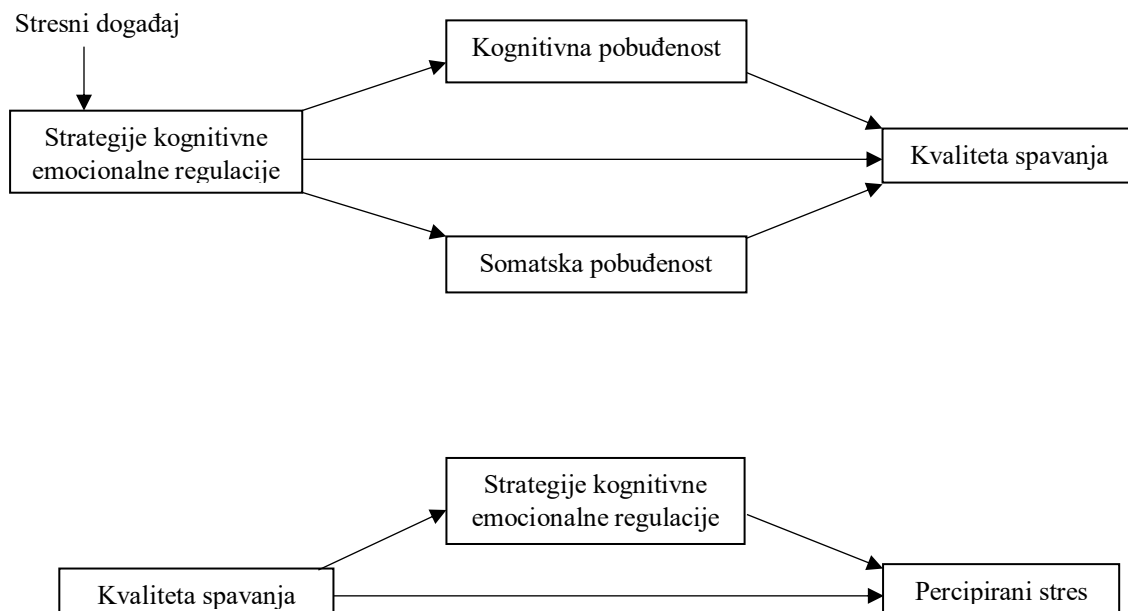 Stresni događaj
Kognitivna pobuđenost
Strategije kognitivne
emocionalne regulacije
Kvaliteta spavanja
Somatska pobuđenost
Strategije kognitivne
emocionalne regulacije
Kvaliteta spavanja
Percipirani stres